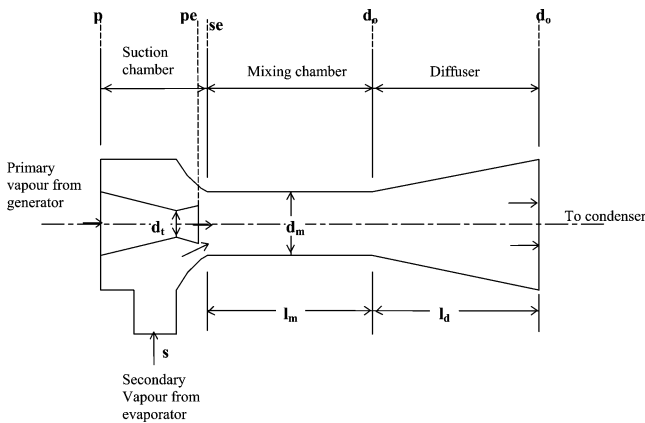 p
pe
se
do
do
Suction
chamber
Mixing chamber
Diffuser
Primary
vapour from
generator
dt
dm
To condenser
lm
ld
s
Secondary
Vapour from
evaporator